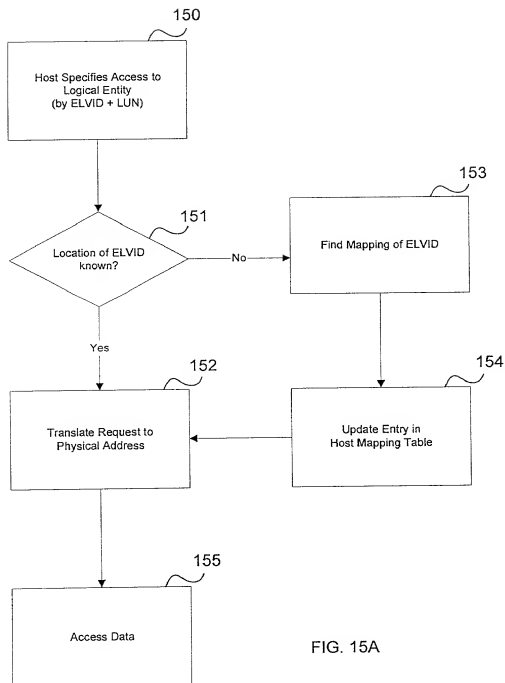 150
Host Specifies Access to
Logical Entity
(by ELVID + LUN)
151
Location of ELVID
known?
No
153
Find Mapping of ELVID
Yes
152
Translate Request to
Physical Address
154
Update Entry in
Host Mapping Table
155
Access Data
FIG. 15A